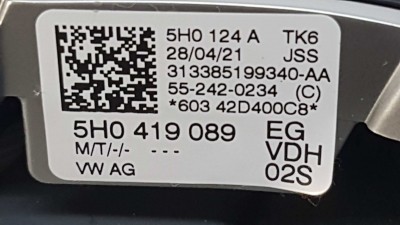 5H0 124 A TK6
28/04/21 JSS
313385199340-AA
55-242-0234 (C)
*603 42D400C8*
5H0 419 089 EG
M/T/-/- --- VDH
VW AG 02S